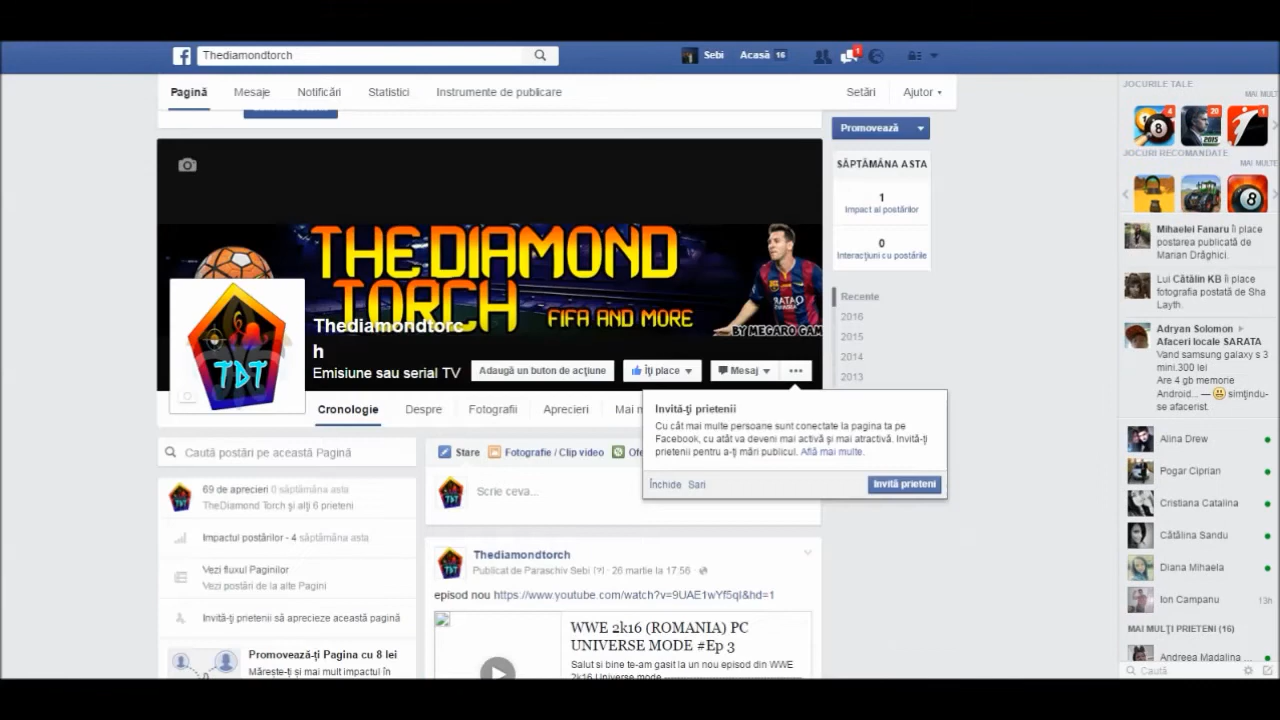 Thediamondtorch
Sebi
Acasă 16
1
Pagină Mesaje Notificări Statistici Instrumente de publicare Setări Ajutor
THE DIAMOND
TORCH
FIFA AND MORE
BY MEGARO GAM
BARÇA
TDT
Thediamondtorc
h
Emisiune sau serial TV
Adaugă un buton de acțiune
Îți place
Mesaj
Cronologie Despre Fotografii Aprecieri Mai m
Invită-ți prietenii
Cu cât mai multe persoane sunt conectate la pagina ta pe
Facebook, cu atât va deveni mai activă și mai atractivă. Invită-ți
prietenii pentru a-ți mări publicul. Află mai multe.
Închide Sari
Invită prieteni
Promovează
SĂPTĂMÂNA ASTA
1
Impact al postărilor
0
Interacțiuni cu postările
Recente
2016
2015
2014
2013
Caută postări pe această Pagină
69 de aprecieri 0 săptămâna asta
TheDiamond Torch și alți 6 prieteni
Impactul postărilor - 4 săptămâna asta
Vezi fluxul Paginilor
Vezi postări de la alte Pagini
Invită-ți prietenii să aprecieze această pagină
Promovează-ți Pagina cu 8 lei
Mărește-ți și mai mult impactul în
Stare
Fotografie / Clip video
Ofe
Scrie ceva...
Thediamondtorch
Publicat de Paraschiv Sebi [?] · 26 martie la 17:56 ·
episod nou https://www.youtube.com/watch?v=9UAE1wYf5qI&hd=1
WWE 2k16 (ROMANIA) PC
UNIVERSE MODE #Ep 3
Salut si bine te-am gasit la un nou episod din WWE
2k16 Universe mode
JOCURILE TALE
MAI MULT
4
20
2015
1
JOCURI RECOMANDATE
MAI MULTE
Mihaelei Fanaru îi place
postarea publicată de
Marian Drăghici.
Lui Cătălin KB îi place
fotografia postată de Sha
Layth.
Adryan Solomon
Afaceri locale SARATA
Vand samsung galaxy s 3
mini.300 lei
Are 4 gb memorie
Android... — simțindu-
se afacerist.
Alina Drew
Pogar Ciprian
Cristina Catalina
Cătălina Sandu
Diana Mihaela
Ion Campanu 13h
MAI MULȚI PRIETENI (16)
Andreea Madalina ...
Caută